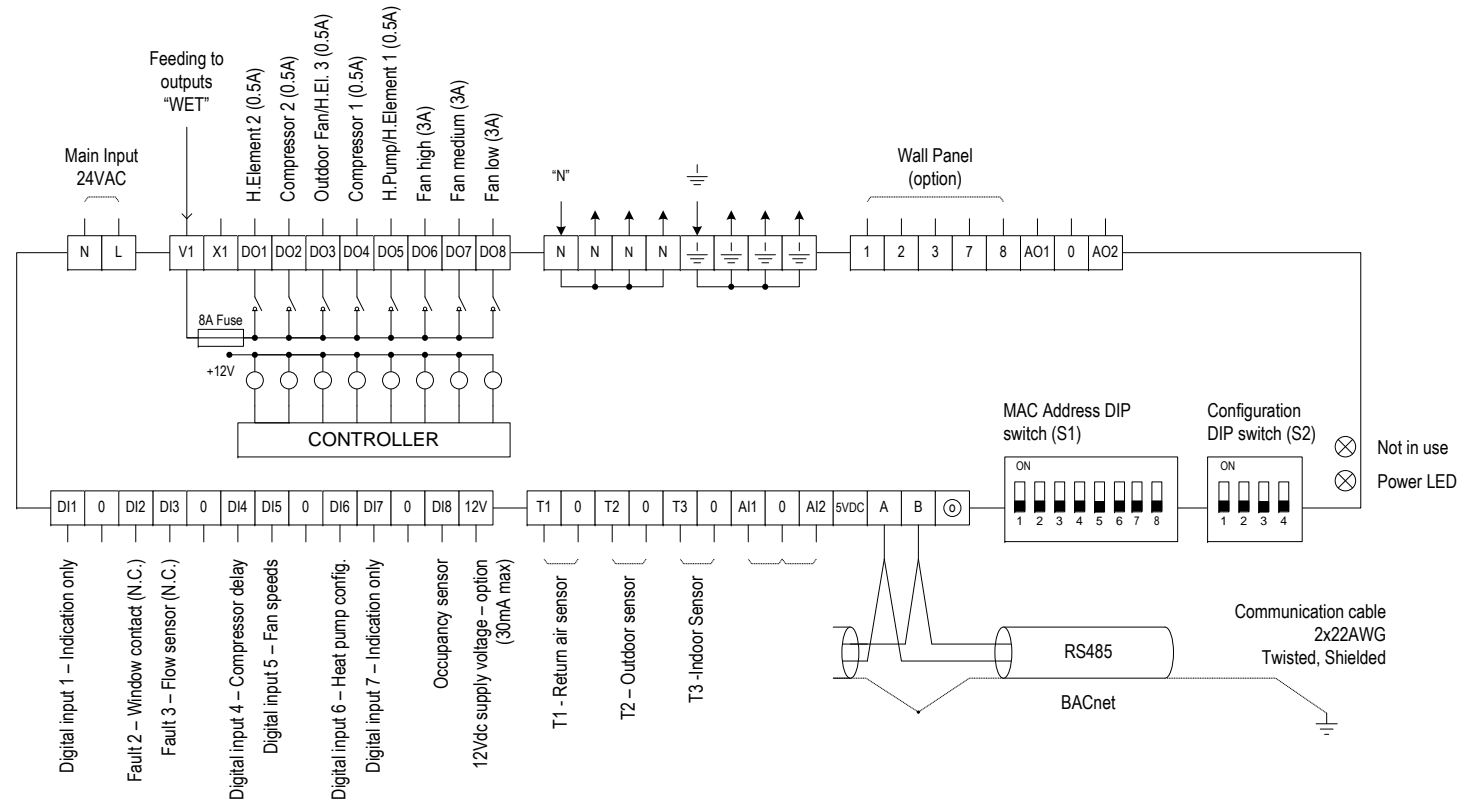 Feeding to
outputs
“WET”
H.Element 2 (0.5A)
Compressor 2 (0.5A)
Outdoor Fan/H.El. 3 (0.5A)
Compressor 1 (0.5A)
H.Pump/H.Element 1 (0.5A)
Fan high (3A)
Fan medium (3A)
Fan low (3A)
Main Input
24VAC
“N”
Wall Panel
(option)
N L V1 X1 DO1 DO2 DO3 DO4 DO5 DO6 DO7 DO8 N N N N 1 2 3 7 8 AO1 0 AO2
8A Fuse
+12V
CONTROLLER
MAC Address DIP
switch (S1)
ON
1 2 3 4 5 6 7 8
Configuration
DIP switch (S2)
ON
1 2 3 4
Not in use
Power LED
DI1 0 DI2 DI3 0 DI4 DI5 0 DI6 DI7 0 DI8 12V T1 0 T2 0 T3 0 AI1 0 AI2 5VDC A B
Digital input 1 – Indication only
Fault 2 – Window contact (N.C.)
Fault 3 – Flow sensor (N.C.)
Digital input 4 – Compressor delay
Digital input 5 – Fan speeds
Digital input 6 – Heat pump config.
Digital input 7 – Indication only
Occupancy sensor
12Vdc supply voltage – option
(30mA max)
T1 - Return air sensor
T2 – Outdoor sensor
T3 -Indoor Sensor
RS485
BACnet
Communication cable
2x22AWG
Twisted, Shielded